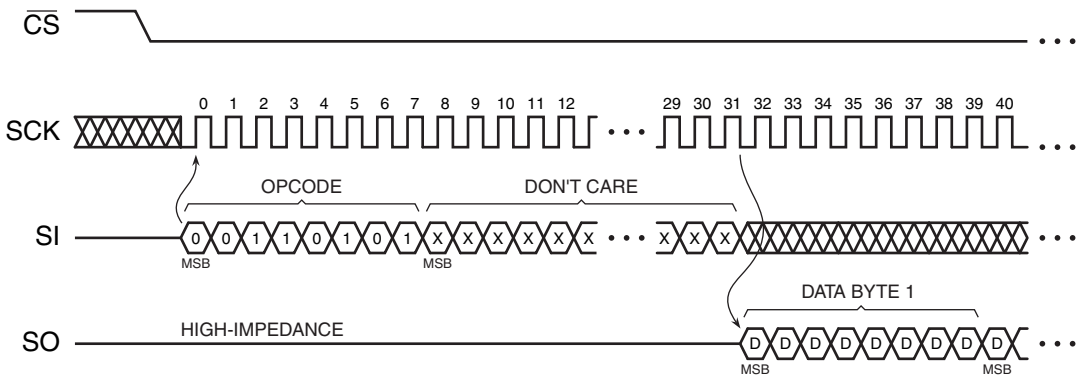 CS
0 1 2 3 4 5 6 7 8 9 10 11 12 29 30 31 32 33 34 35 36 37 38 39 40
SCK
OPCODE DON'T CARE
SI 0 0 1 1 0 1 0 1 X X X X X X X X X
MSB MSB
DATA BYTE 1
HIGH-IMPEDANCE
SO D D D D D D D D D
MSB MSB